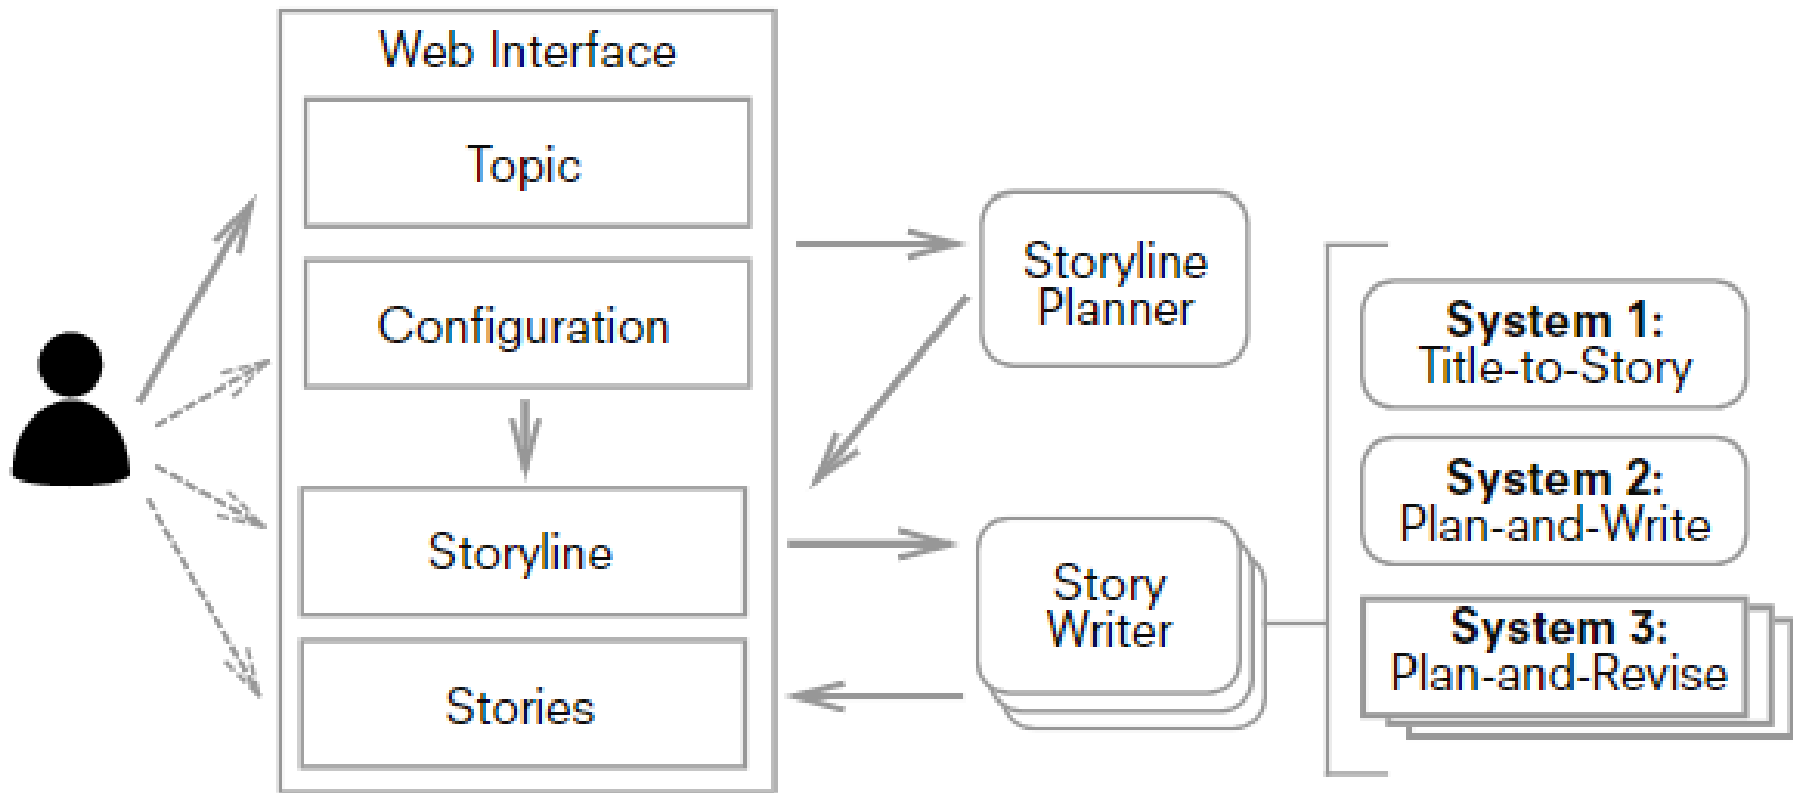 Web Interface
Topic
Configuration
Storyline
Stories
Storyline
Planner
Story
Writer
System 1:
Title-to-Story
System 2:
Plan-and-Write
System 3:
Plan-and-Revise